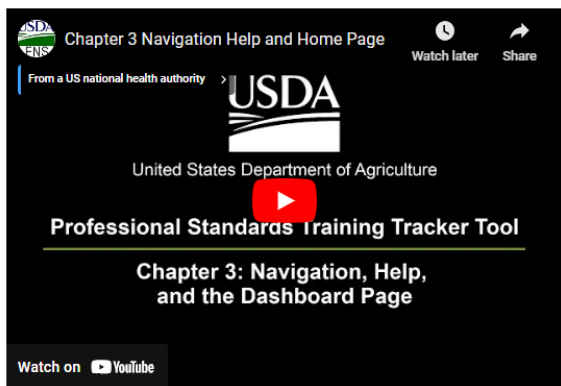 USDA
FNS
Chapter 3 Navigation Help and Home Page
Watch later
Share
From a US national health authority
USDA
United States Department of Agriculture
Professional Standards Training Tracker Tool
Chapter 3: Navigation, Help,
and the Dashboard Page
Watch on YouTube